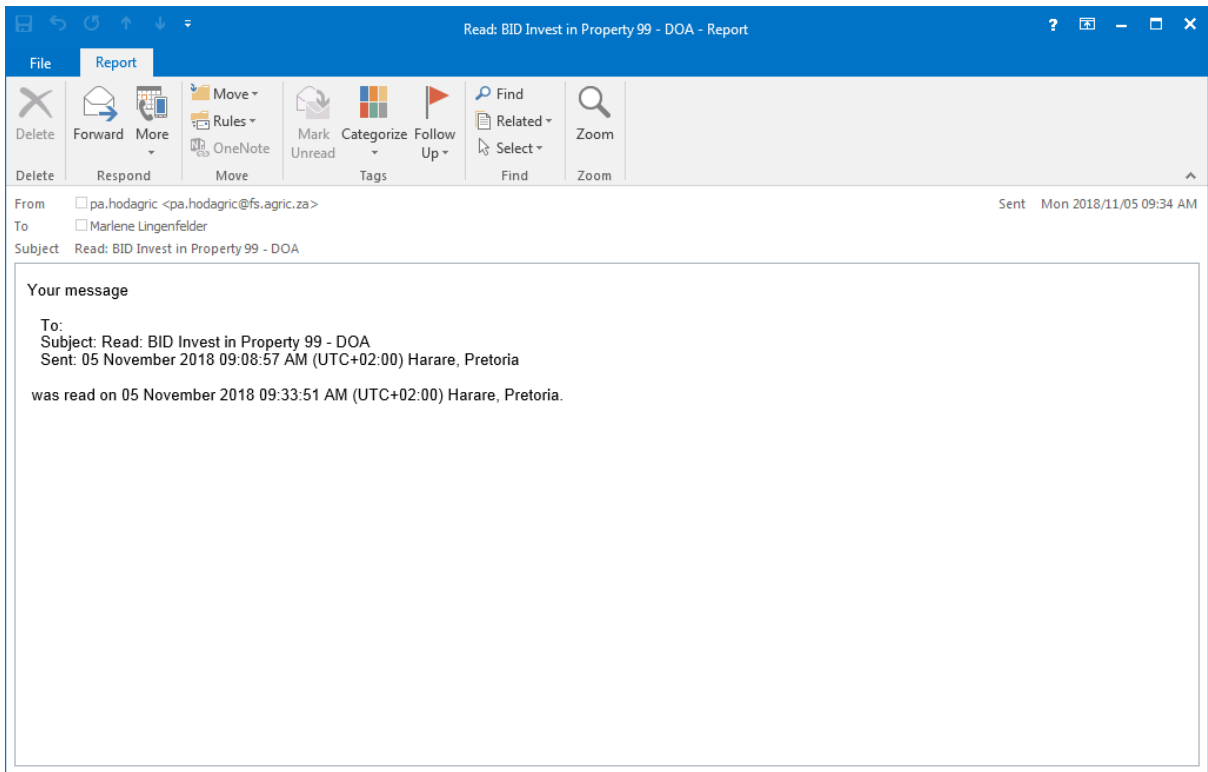 Read: BID Invest in Property 99 - DOA - Report
File Report
Delete
Forward
More
Move
Rules
OneNote
Mark Unread
Categorize
Follow Up
Find
Related
Select
Zoom
Delete Respond Move Tags Find Zoom
From pa.hodagric <pa.hodagric@fs.agric.za> Sent Mon 2018/11/05 09:34 AM
To Marlene Lingenfelder
Subject Read: BID Invest in Property 99 - DOA
Your message
To:
Subject: Read: BID Invest in Property 99 - DOA
Sent: 05 November 2018 09:08:57 AM (UTC+02:00) Harare, Pretoria
was read on 05 November 2018 09:33:51 AM (UTC+02:00) Harare, Pretoria.